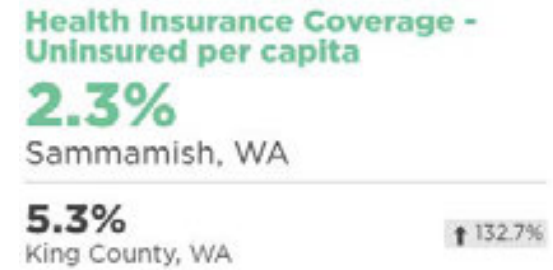 Health Insurance Coverage -
Uninsured per capita
2.3%
Sammamish, WA
5.3%
King County, WA
⬆ 132.7%